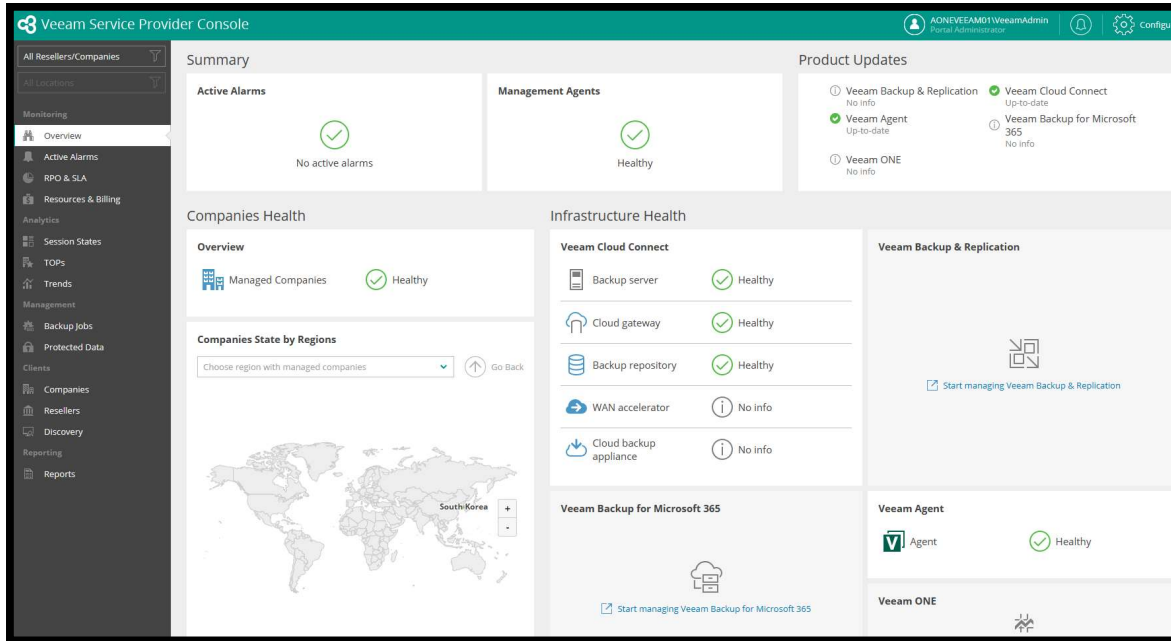 Veeam Service Provider Console
AONEVEEAM01\VeeamAdmin
Portal Administrator
Configu
All Resellers/Companies
All Locations
Monitoring
Overview
Active Alarms
RPO & SLA
Resources & Billing
Analytics
Session States
TOPs
Trends
Management
Backup Jobs
Protected Data
Clients
Companies
Resellers
Discovery
Reporting
Reports
Summary
Active Alarms
No active alarms
Management Agents
Healthy
Product Updates
Veeam Backup & Replication
No info
Veeam Cloud Connect
Up-to-date
Veeam Agent
Up-to-date
Veeam Backup for Microsoft
365
No info
Veeam ONE
No info
Companies Health
Overview
Managed Companies
Healthy
Companies State by Regions
Choose region with managed companies
Go Back
South Korea
+
-
Infrastructure Health
Veeam Cloud Connect
Backup server
Healthy
Cloud gateway
Healthy
Backup repository
Healthy
WAN accelerator
No info
Cloud backup
appliance
No info
Veeam Backup & Replication
Start managing Veeam Backup & Replication
Veeam Backup for Microsoft 365
Start managing Veeam Backup for Microsoft 365
Veeam Agent
V
Agent
Healthy
Veeam ONE